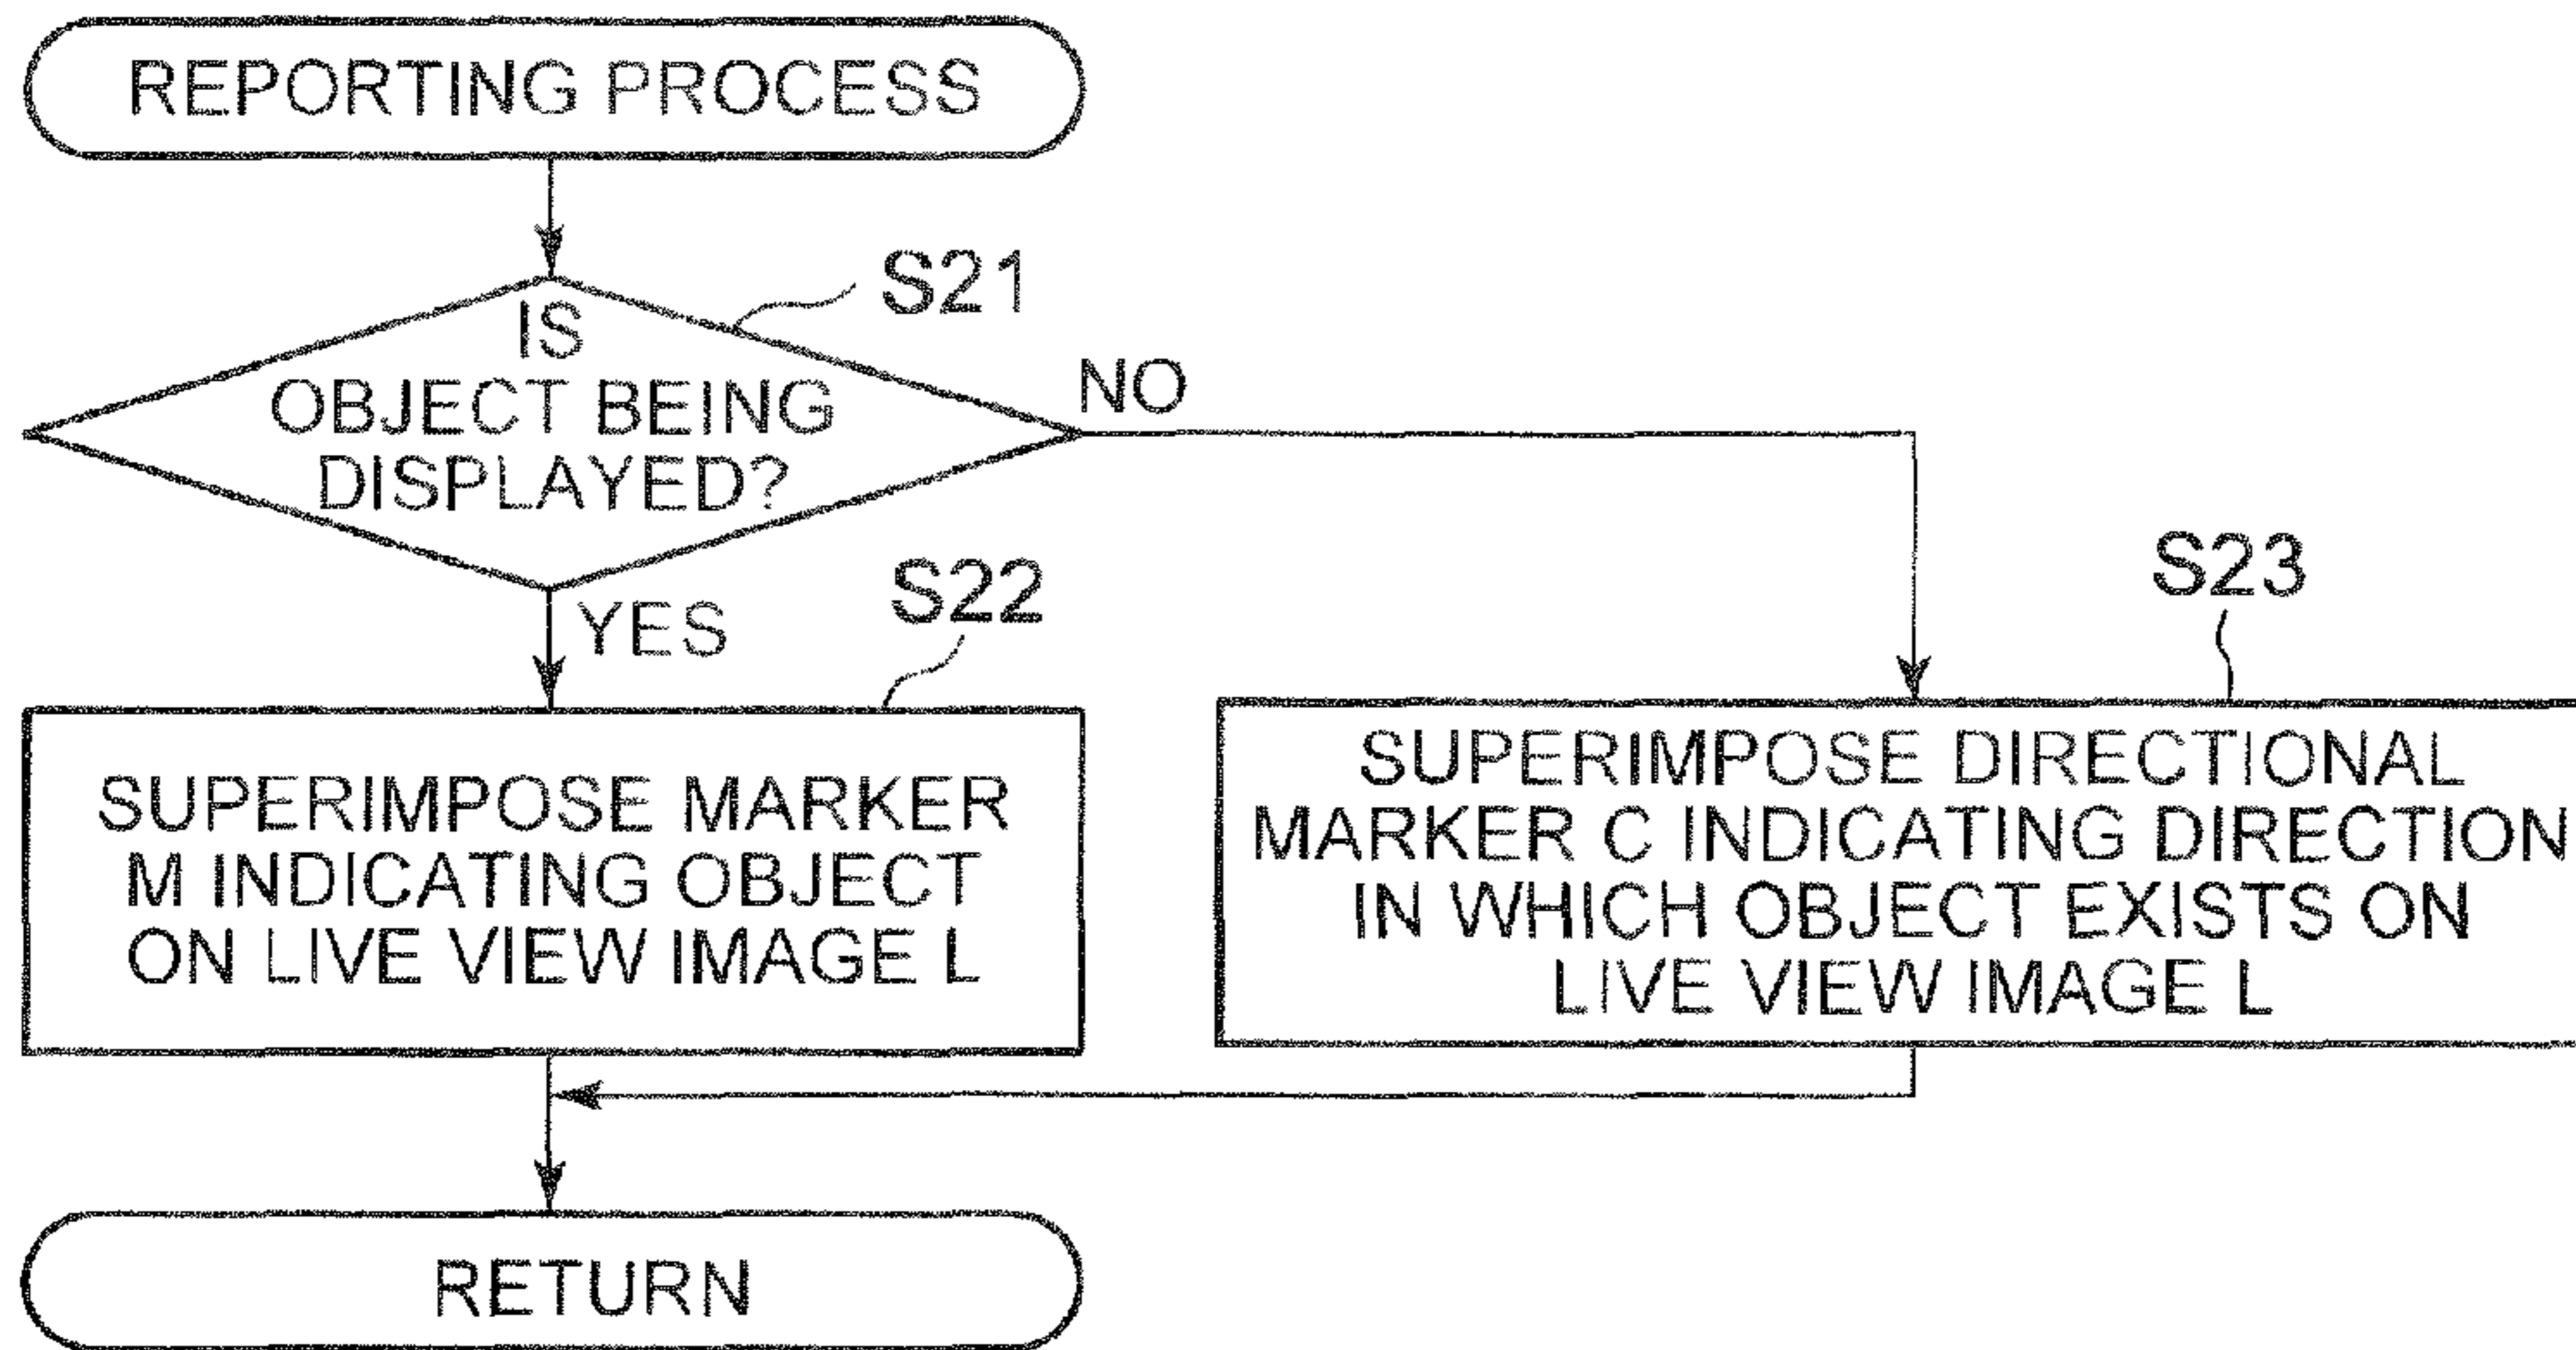 REPORTING PROCESS
S21
IS
OBJECT BEING
DISPLAYED?
NO
YES
S22
SUPERIMPOSE MARKER
M INDICATING OBJECT
ON LIVE VIEW IMAGE L
S23
SUPERIMPOSE DIRECTIONAL
MARKER C INDICATING DIRECTION
IN WHICH OBJECT EXISTS ON
LIVE VIEW IMAGE L
RETURN